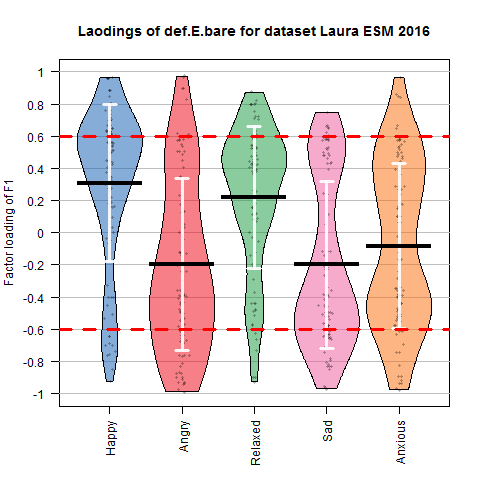 Laodings of def.E.bare for dataset Laura ESM 2016
Factor loading of F1
1
0.8
0.6
0.4
0.2
0
-0.2
-0.4
-0.6
-0.8
-1
Happy
Angry
Relaxed
Sad
Anxious